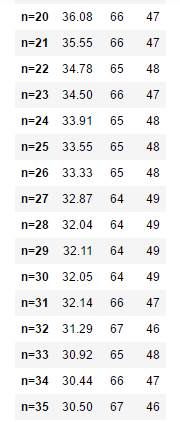 n=20 36.08 66 47
n=21 35.55 66 47
n=22 34.78 65 48
n=23 34.50 66 47
n=24 33.91 65 48
n=25 33.55 65 48
n=26 33.33 65 48
n=27 32.87 64 49
n=28 32.04 64 49
n=29 32.11 64 49
n=30 32.05 64 49
n=31 32.14 66 47
n=32 31.29 67 46
n=33 30.92 65 48
n=34 30.44 66 47
n=35 30.50 67 46